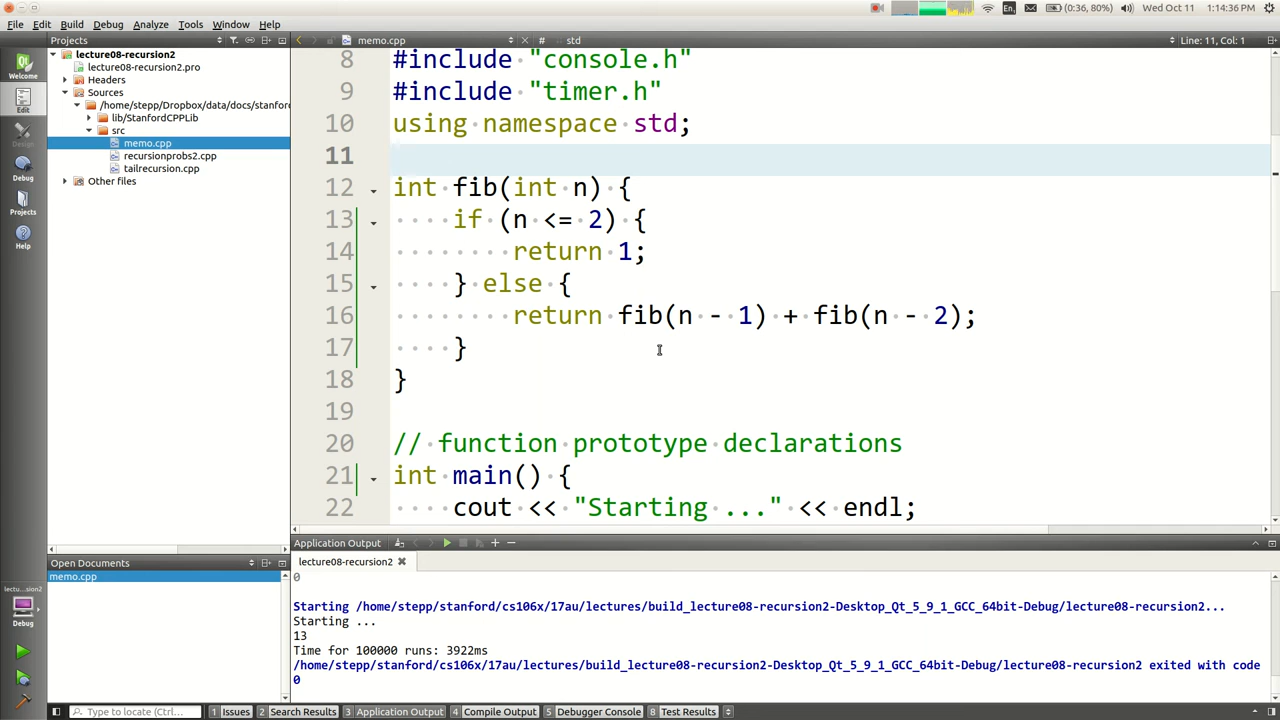 En, (0:36, 80%) Wed Oct 11 1:14:36 PM
File Edit Build Debug Analyze Tools Window Help
Projects memo.cpp # std Line: 11, Col: 1
Welcome
Edit
Design
Debug
Projects
Help
lecture08-recursion2
lecture08-recursion2.pro
Headers
Sources
/home/stepp/Dropbox/data/docs/stanford
lib/StanfordCPPLib
src
memo.cpp
recursionprobs2.cpp
tailrecursion.cpp
Other files
8 #include "console.h"
9 #include "timer.h"
10 using namespace std;
11
12 int fib(int n) {
13 if (n <= 2) {
14 return 1;
15 } else {
16 return fib(n - 1) + fib(n - 2);
17 }
18 }
19
20 // function prototype declarations
21 int main() {
22 cout << "Starting ..." << endl;
Open Documents
memo.cpp
lectu...sion2
Debug
Application Output
lecture08-recursion2
0
Starting /home/stepp/stanford/cs106x/17au/lectures/build_lecture08-recursion2-Desktop_Qt_5_9_1_GCC_64bit-Debug/lecture08-recursion2...
Starting ...
13
Time for 100000 runs: 3922ms
/home/stepp/stanford/cs106x/17au/lectures/build_lecture08-recursion2-Desktop_Qt_5_9_1_GCC_64bit-Debug/lecture08-recursion2 exited with code
0
Type to locate (Ctrl... 1 Issues 2 Search Results 3 Application Output 4 Compile Output 5 Debugger Console 8 Test Results